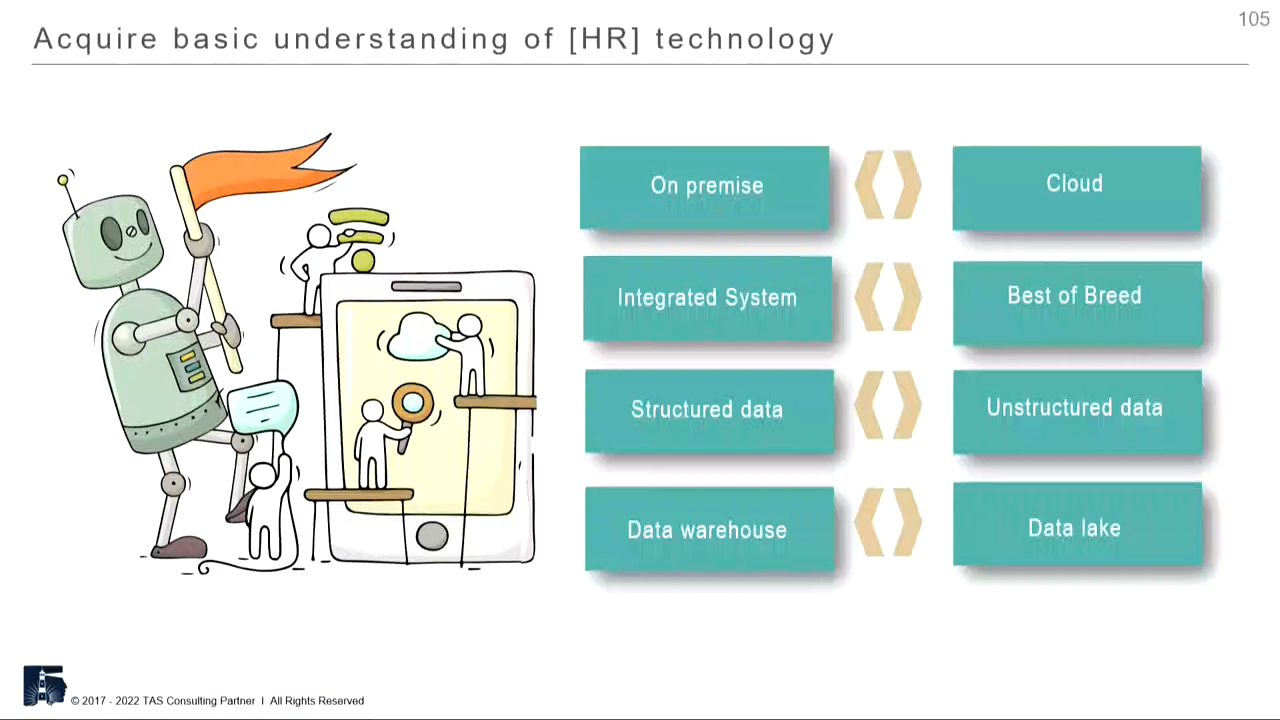 105
Acquire basic understanding of [HR] technology
On premise
Cloud
Integrated System
Best of Breed
Structured data
Unstructured data
Data warehouse
Data lake
© 2017 - 2022 TAS Consulting Partner I All Rights Reserved